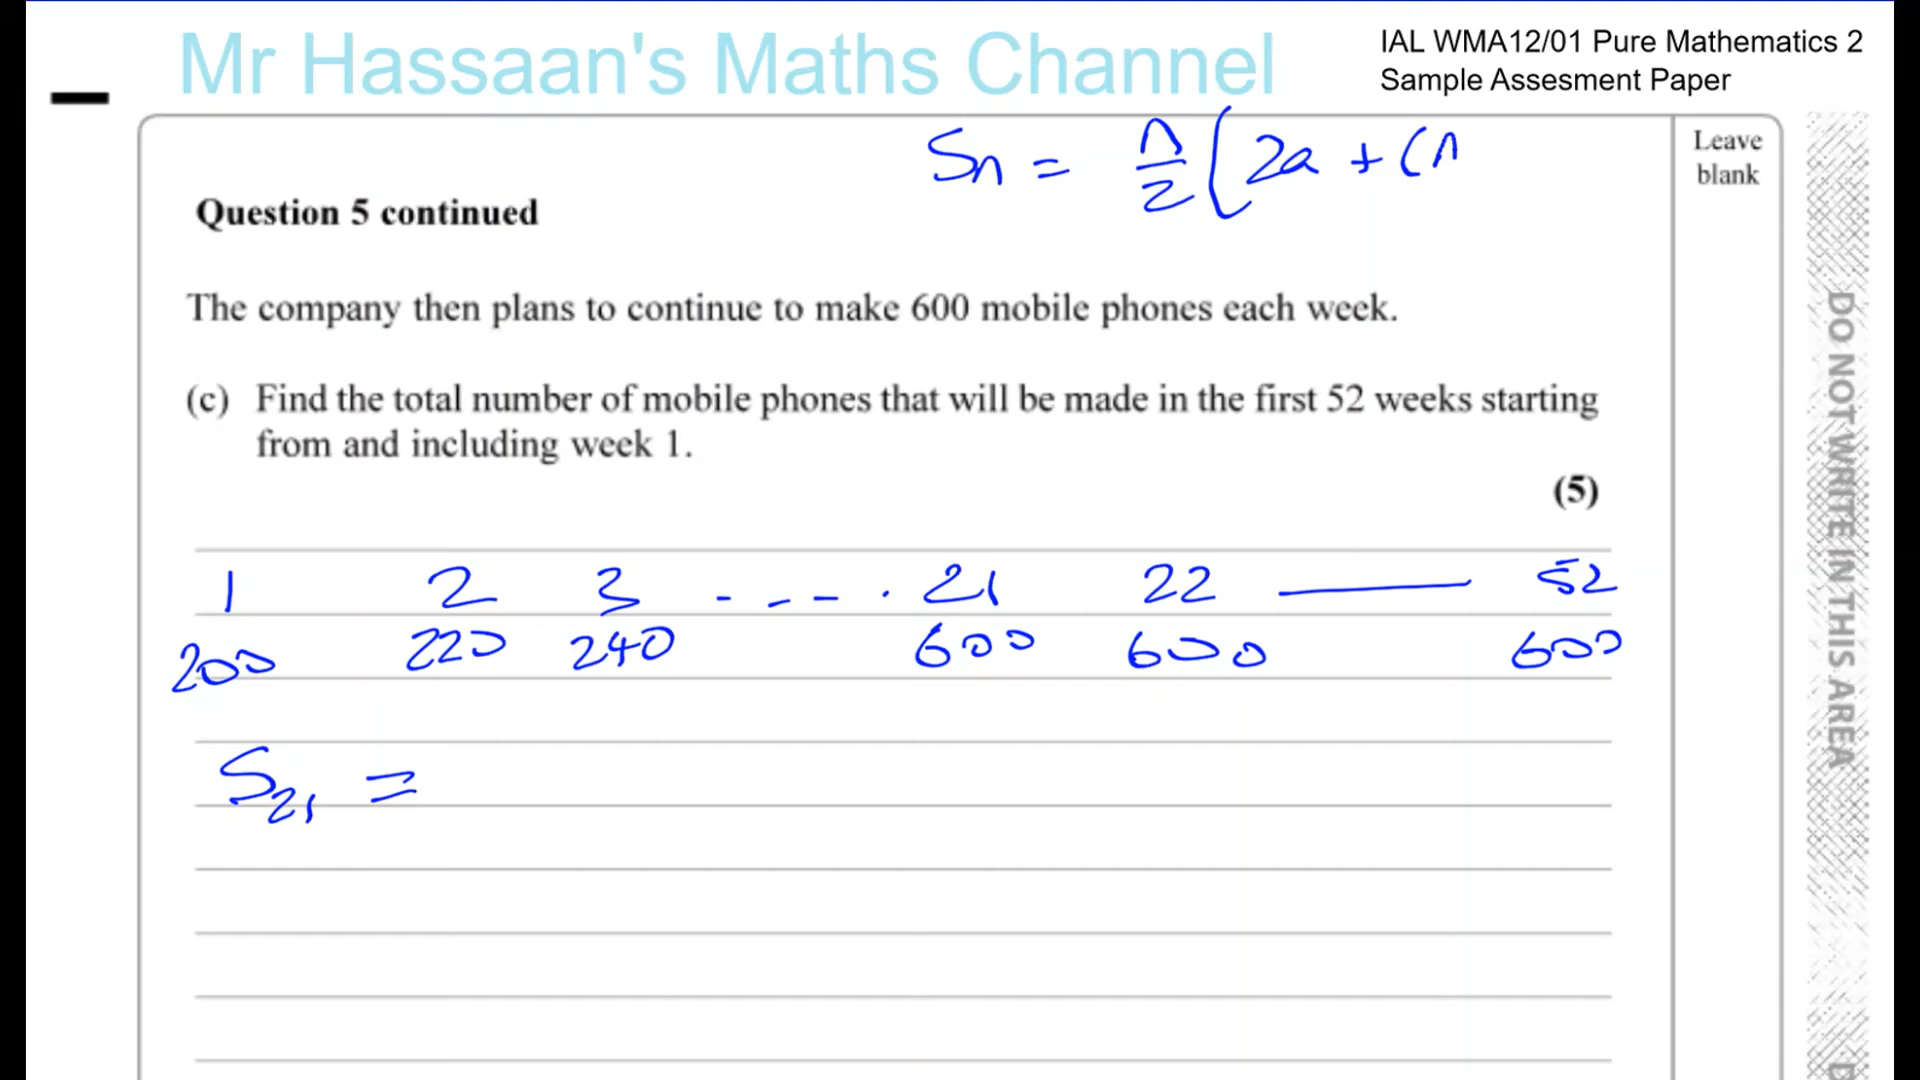 Mr Hassaan's Maths Channel
IAL WMA12/01 Pure Mathematics 2
Sample Assesment Paper
Leave
blank
Sn = n/2 [2a + (n
Question 5 continued
The company then plans to continue to make 600 mobile phones each week.
(c) Find the total number of mobile phones that will be made in the first 52 weeks starting
from and including week 1.
(5)
1 2 3 - - - . 21 22 —— 52
200 220 240 600 600 600
S21 =
DO NOT WRITE IN THIS AREA